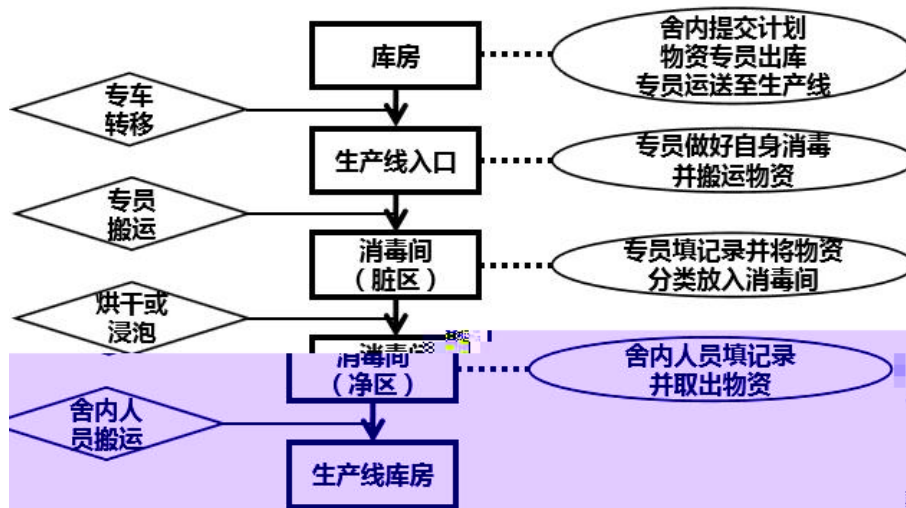 库房
舍内提交计划
物资专员出库
专员运送至生产线
专车
转移
生产线入口
专员做好自身消毒
并搬运物资
专员
搬运
消毒间
（脏区）
专员填记录并将物资
分类放入消毒间
烘干或
浸泡
消毒间
（净区）
舍内人员填记录
并取出物资
舍内人
员搬运
生产线库房